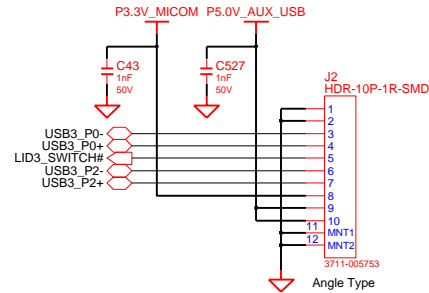 P3.3V_MICOM P5.0V_AUX_USB
C43
1nF
50V
C527
1nF
50V
J2
HDR-10P-1R-SMD
1
2
USB3_P0- 3
USB3_P0+ 4
LID3_SWITCH# 5
USB3_P2- 6
USB3_P2+ 7
8
9
10
11 MNT1
12 MNT2
3711-005753
Angle Type